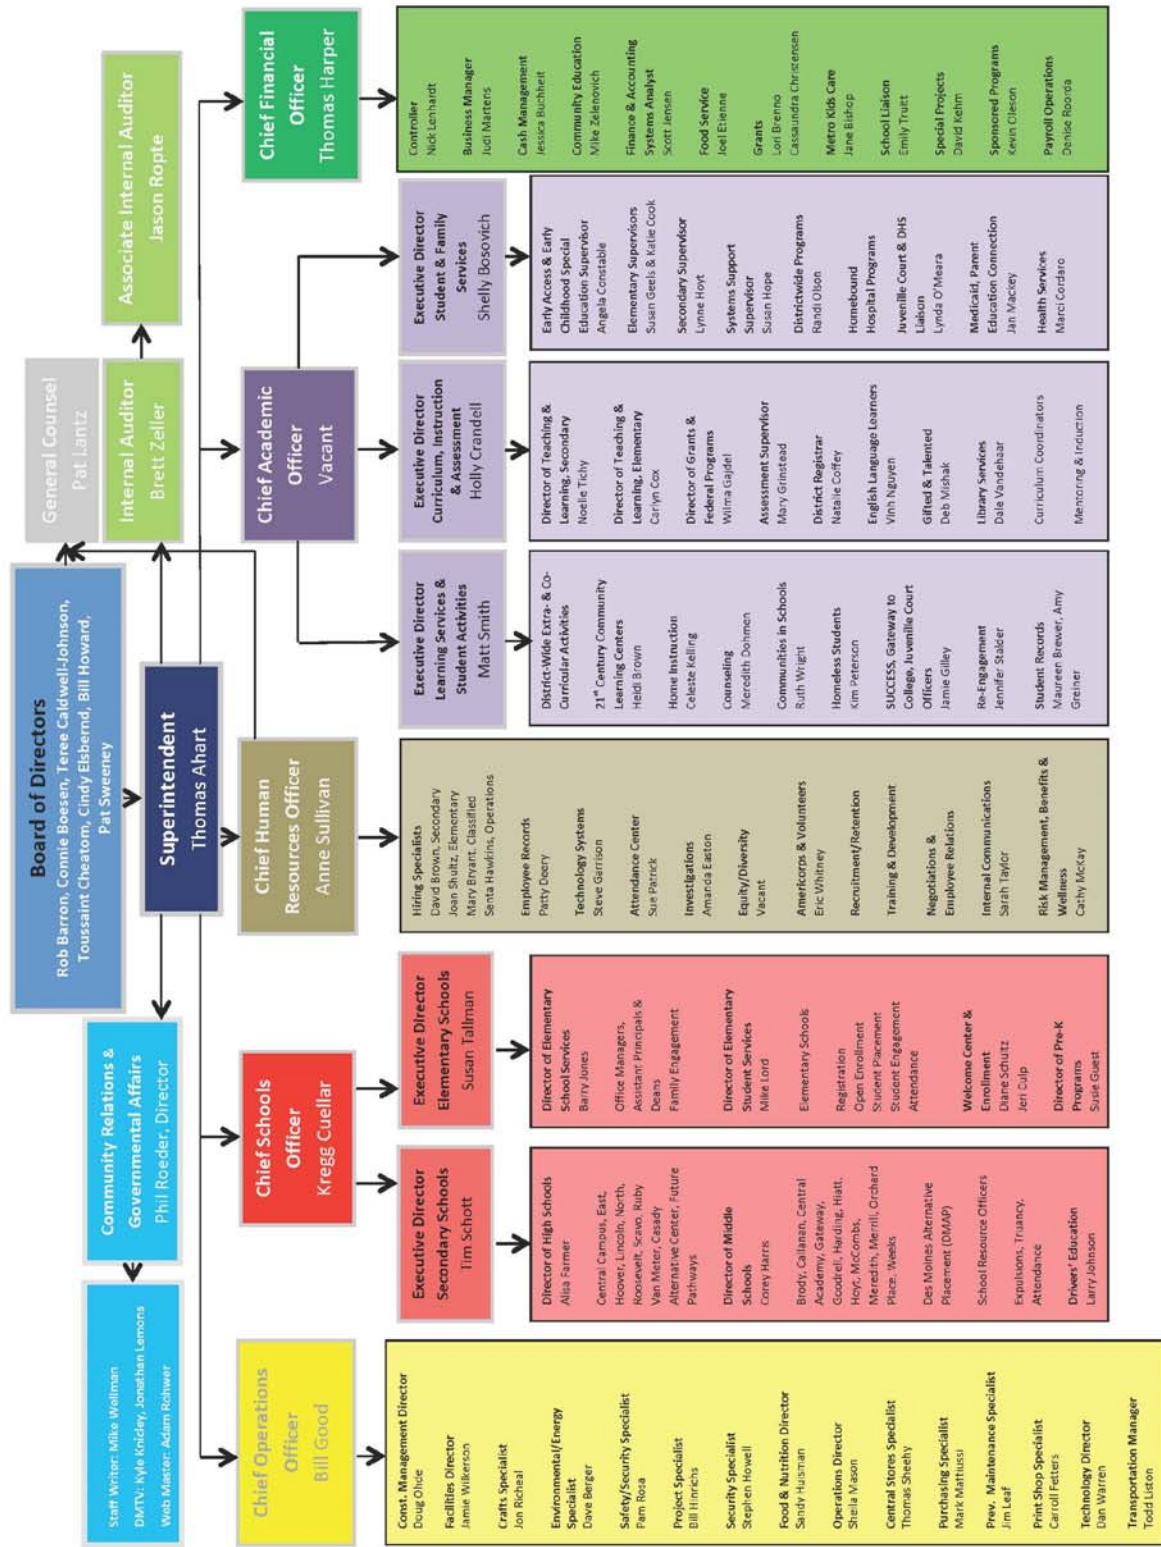 Board of Directors
Rob Barron, Connie Boesen, Teree Caldwell-Johnson,
Toussaint Cheatom, Cindy Elsbernd, Bill Howard,
Pat Sweeney
General Counsel
Pat Lantz
Superintendent
Thomas Ahart
Internal Auditor
Brett Zeller
Associate Internal Auditor
Jason Ropte
Community Relations &
Governmental Affairs
Phil Roeder, Director
Staff Writer: Mike Wellman
DMTV: Kyle Knicley, Jonathan Lemons
Web Master: Adam Rohwer
Chief Operations
Officer
Bill Good
Chief Schools
Officer
Kregg Cuellar
Chief Human
Resources Officer
Anne Sullivan
Chief Academic
Officer
Vacant
Chief Financial
Officer
Thomas Harper
Executive Director
Secondary Schools
Tim Schott
Executive Director
Elementary Schools
Susan Tallman
Executive Director
Learning Services &
Student Activities
Matt Smith
Executive Director
Curriculum, Instruction
& Assessment
Holly Crandell
Executive Director
Student & Family
Services
Shelly Bosovich
Const. Management Director
Doug Ohde
Facilities Director
Jamie Wilkerson
Crafts Specialist
Jon Richeal
Environmental/Energy
Specialist
Dave Berger
Safety/Security Specialist
Pam Rosa
Project Specialist
Bill Hinrichs
Security Specialist
Stephen Howell
Food & Nutrition Director
Sandy Huisman
Operations Director
Sheila Mason
Central Stores Specialist
Thomas Sheehy
Purchasing Specialist
Mark Mattiussi
Prev. Maintenance Specialist
Jim Leaf
Print Shop Specialist
Carroll Fetters
Technology Director
Dan Warren
Transportation Manager
Todd Liston
Director of High Schools
Alisa Farmer
Central Campus, East,
Hoover, Lincoln, North,
Roosevelt, Scavo, Ruby
Van Meter, Casady
Alternative Center, Future
Pathways
Director of Middle
Schools
Corey Harris
Brody, Callanan, Central
Academy, Gateway,
Goodrell, Harding, Hiatt,
Hoyt, McCombs,
Meredith, Merrill, Orchard
Place, Weeks
Des Moines Alternative
Placement (DMAP)
School Resource Officers
Expulsions, Truancy,
Attendance
Drivers' Education
Larry Johnson
Director of Elementary
School Services
Barry Jones
Office Managers,
Assistant Principals &
Deans
Family Engagement
Director of Elementary
Student Services
Mike Lord
Elementary Schools
Registration
Open Enrollment
Student Placement
Student Engagement
Attendance
Welcome Center &
Enrollment
Diane Schultz
Jeri Culp
Director of Pre-K
Programs
Susie Guest
Hiring Specialists
David Brown, Secondary
Joan Shultz, Elementary
Mary Bryant, Classified
Senta Hawkins, Operations
Employee Records
Patty Deery
Technology Systems
Steve Garrison
Attendance Center
Sue Patrick
Investigations
Amanda Easton
Equity/Diversity
Vacant
Americorps & Volunteers
Eric Whitney
Recruitment/Retention
Training & Development
Negotiations &
Employee Relations
Internal Communications
Sarah Taylor
Risk Management, Benefits &
Wellness
Cathy McKay
District-Wide Extra- & Co-
Curricular Activities
21st Century Community
Learning Centers
Heidi Brown
Home Instruction
Celeste Kelling
Counseling
Meredith Dohmen
Communities in Schools
Ruth Wright
Homeless Students
Kim Peterson
SUCCESS, Gateway to
College, Juvenile Court
Officers
Jamie Gilley
Re-Engagement
Jennifer Stalder
Student Records
Maureen Brewer, Amy
Greiner
Director of Teaching &
Learning, Secondary
Noelle Tichy
Director of Teaching &
Learning, Elementary
Carlyn Cox
Director of Grants &
Federal Programs
Wilma Gajdel
Assessment Supervisor
Mary Grinstead
District Registrar
Natalie Coffey
English Language Learners
Vinh Nguyen
Gifted & Talented
Deb Mishak
Library Services
Dale Vandehaar
Curriculum Coordinators
Mentoring & Induction
Early Access & Early
Childhood Special
Education Supervisor
Angela Constable
Elementary Supervisors
Susan Geels & Katie Cook
Secondary Supervisor
Lynne Hoyt
Systems Support
Supervisor
Susan Hope
Districtwide Programs
Randi Olson
Homebound
Hospital Programs
Juvenile Court & DHS
Liaison
Lynda O'Meara
Medicaid, Parent
Education Connection
Jan Mackey
Health Services
Marci Cordaro
Controller
Nick Lenhardt
Business Manager
Judi Martens
Cash Management
Jessica Buchheit
Community Education
Mike Zelenovich
Finance & Accounting
Systems Analyst
Scott Jensen
Food Service
Joel Etienne
Grants
Lori Brenno
Cassaundra Christensen
Metro Kids Care
Jane Bishop
School Liaison
Emily Truitt
Special Projects
David Kehm
Sponsored Programs
Kevin Oleson
Payroll Operations
Denise Roorda